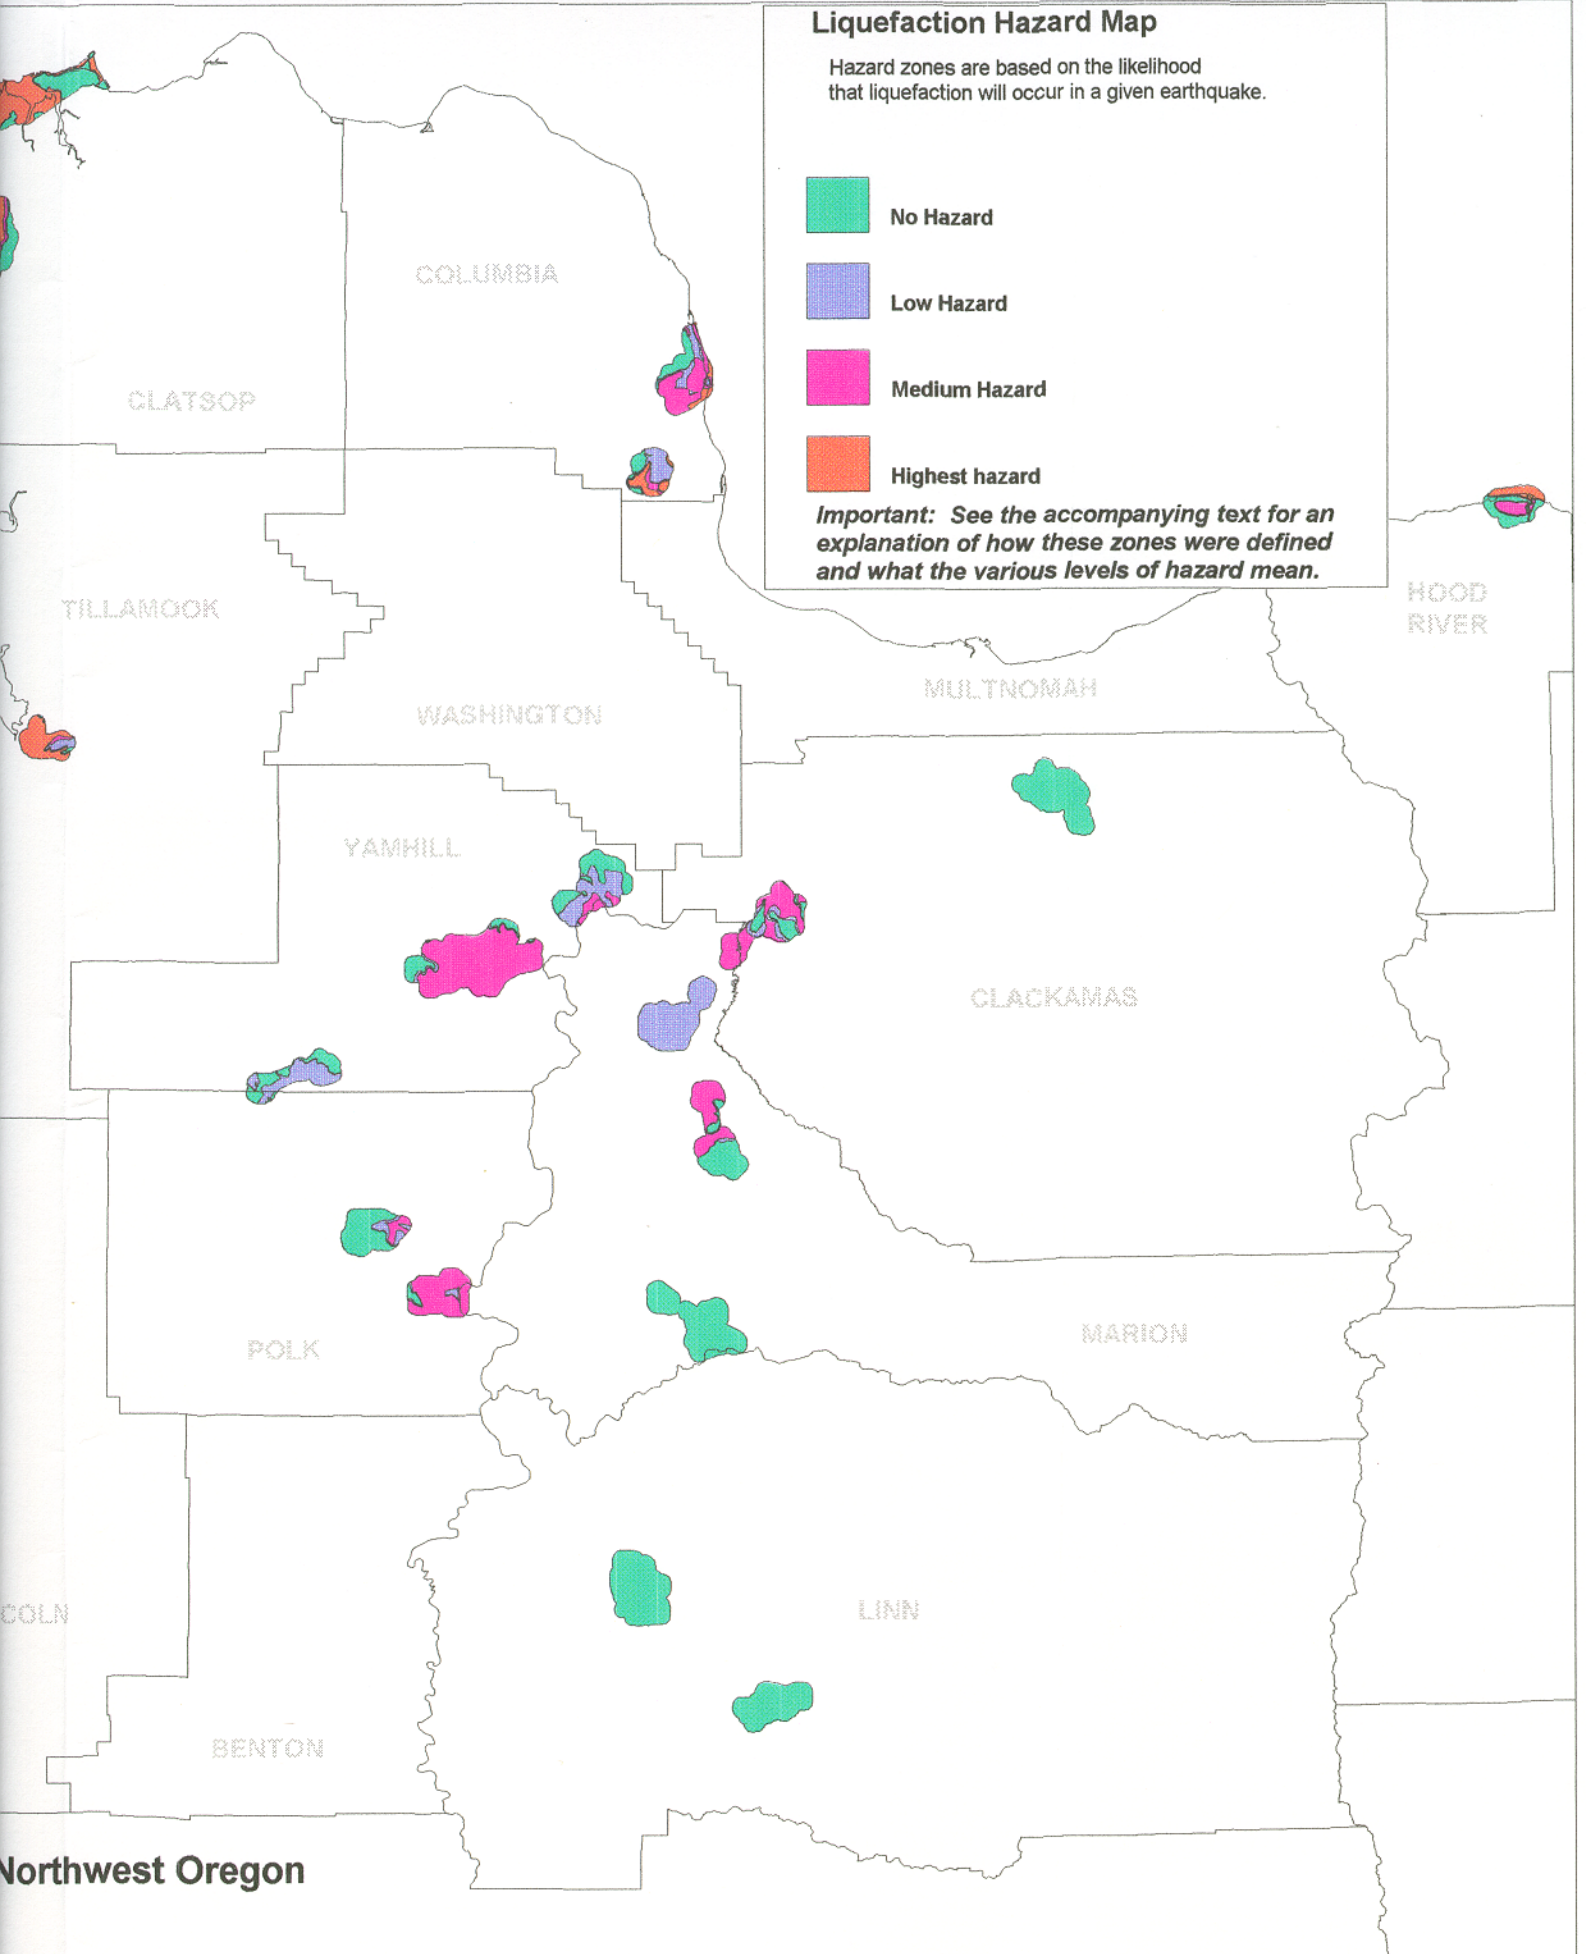 Liquefaction Hazard Map
Hazard zones are based on the likelihood
that liquefaction will occur in a given earthquake.
No Hazard
Low Hazard
Medium Hazard
Highest hazard
Important: See the accompanying text for an
explanation of how these zones were defined
and what the various levels of hazard mean.
COLUMBIA
CLATSOP
HOOD
RIVER
TILLAMOOK
MULTNOMAH
WASHINGTON
YAMHILL
CLACKAMAS
MARION
POLK
COLN
LINN
BENTON
Northwest Oregon